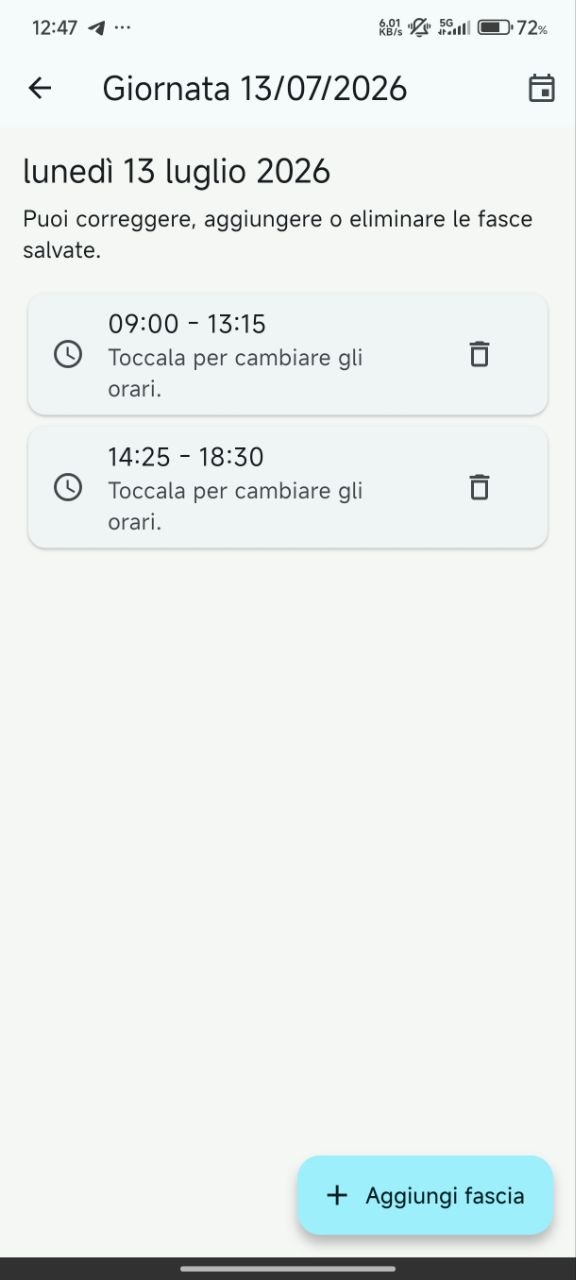 12:47 ... 6.01 KB/s 5G 72%
Giornata 13/07/2026
lunedì 13 luglio 2026
Puoi correggere, aggiungere o eliminare le fasce
salvate.
09:00 - 13:15
Toccala per cambiare gli
orari.
14:25 - 18:30
Toccala per cambiare gli
orari.
+ Aggiungi fascia